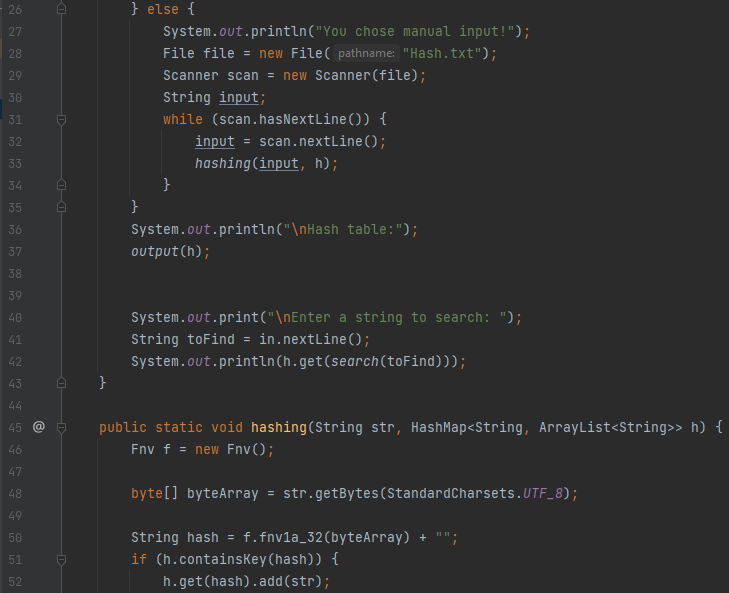 26 } else {
27 System.out.println("You chose manual input!");
28 File file = new File( pathname: "Hash.txt");
29 Scanner scan = new Scanner(file);
30 String input;
31 while (scan.hasNextLine()) {
32 input = scan.nextLine();
33 hashing(input, h);
34 }
35 }
36 System.out.println("\nHash table:");
37 output(h);
38
39
40 System.out.print("\nEnter a string to search: ");
41 String toFind = in.nextLine();
42 System.out.println(h.get(search(toFind)));
43 }
44
45 @ public static void hashing(String str, HashMap<String, ArrayList<String>> h) {
46 Fnv f = new Fnv();
47
48 byte[] byteArray = str.getBytes(StandardCharsets.UTF_8);
49
50 String hash = f.fnv1a_32(byteArray) + "";
51 if (h.containsKey(hash)) {
52 h.get(hash).add(str);